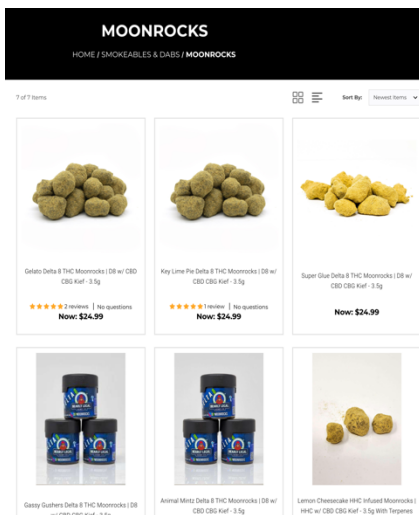 MOONROCKS
HOME / SMOKEABLES & DABS / MOONROCKS
7 of 7 Items
Sort By: Newest Items
Gelato Delta 8 THC Moonrocks | D8 w/ CBD
CBG Kief - 3.5g
2 reviews | No questions
Now: $24.99
Key Lime Pie Delta 8 THC Moonrocks | D8 w/
CBD CBG Kief - 3.5g
1 review | No questions
Now: $24.99
Super Glue Delta 8 THC Moonrocks | D8 w/
CBD CBG Kief - 3.5g
Now: $24.99
Gassy Gushers Delta 8 THC Moonrocks | D8
w/ CBD CBG Kief - 3.5g
Animal Mintz Delta 8 THC Moonrocks | D8 w/
CBD CBG Kief - 3.5g
Lemon Cheesecake HHC Infused Moonrocks |
HHC w/ CBD CBG Kief - 3.5g With Terpenes